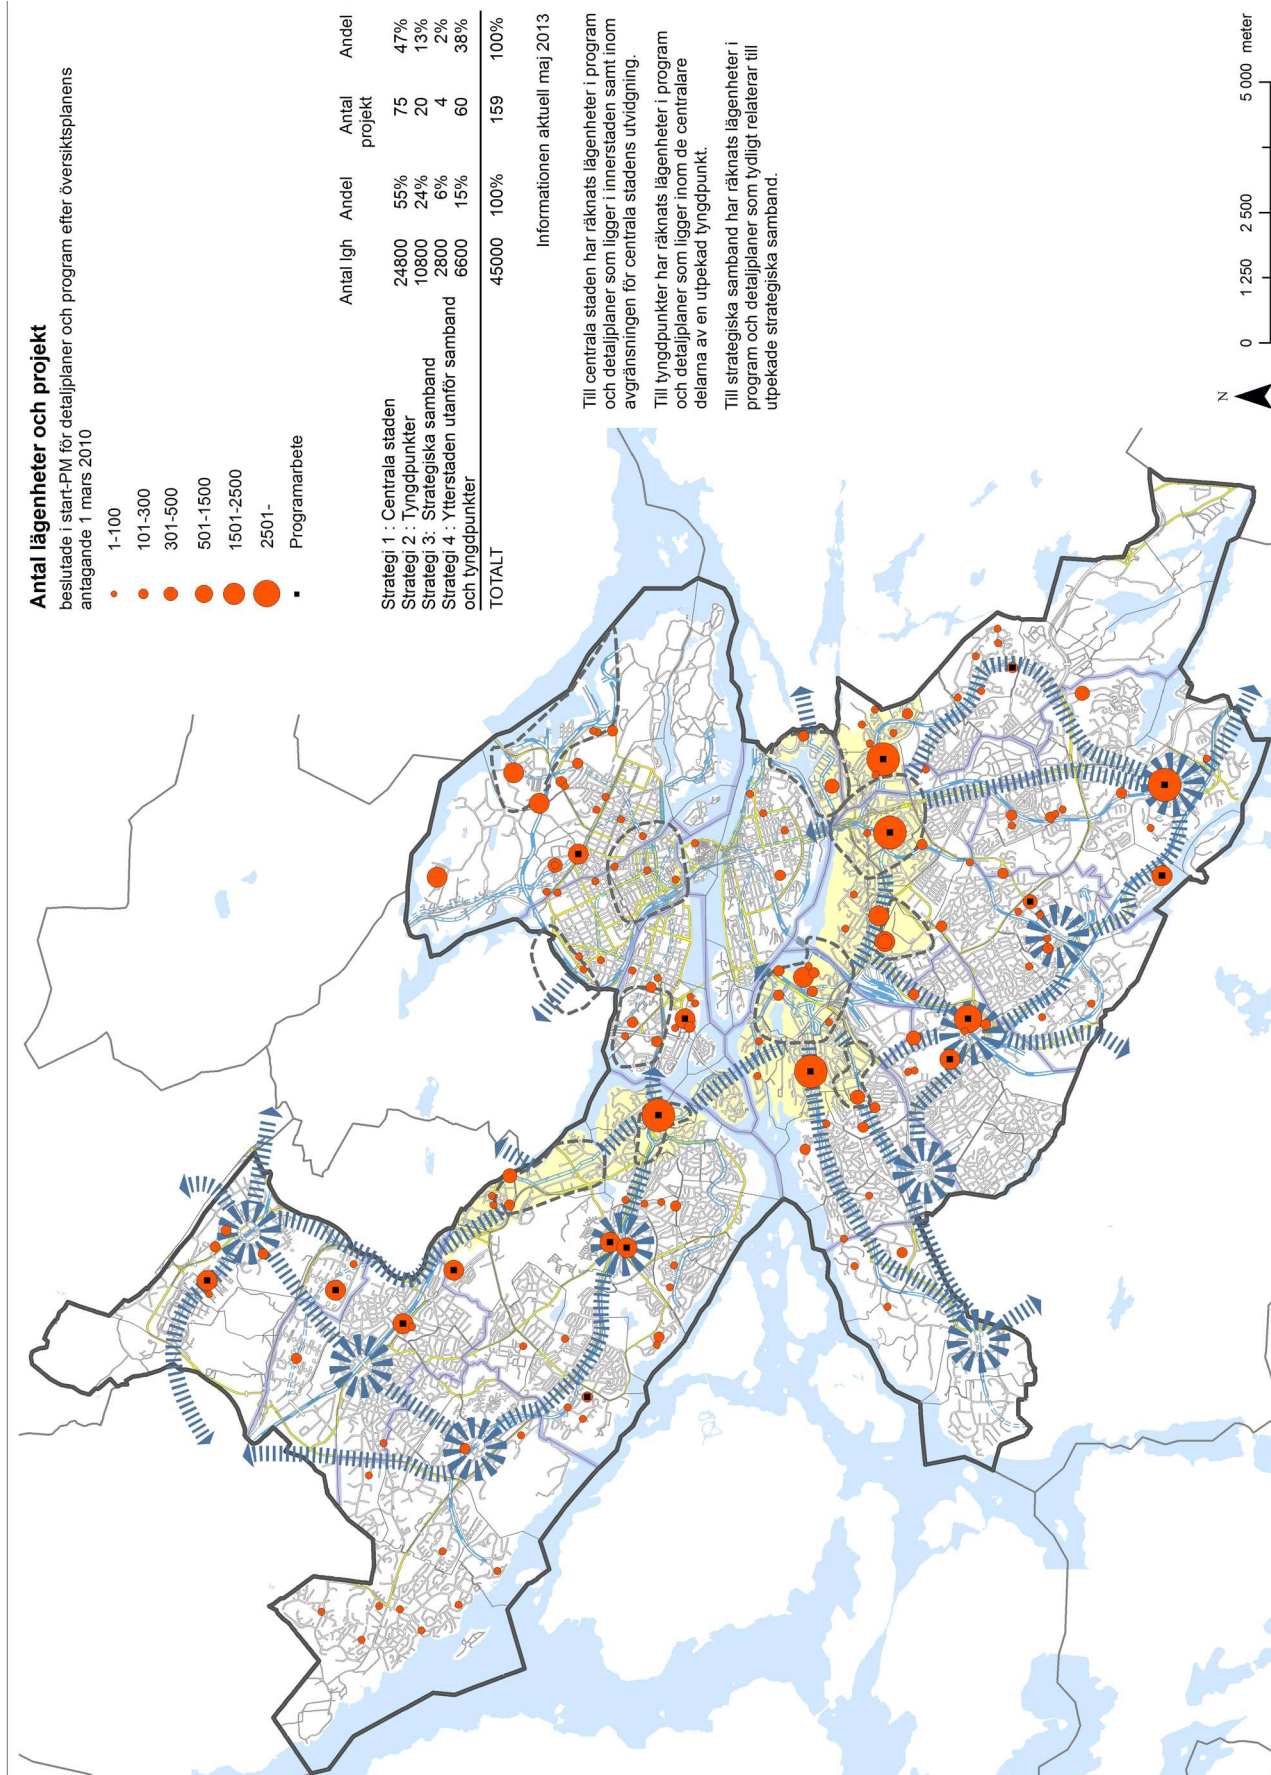 Antal lägenheter och projekt
beslutade i start-PM för detaljplaner och program efter översiktsplanens
antagande 1 mars 2010
1-100
101-300
301-500
501-1500
1501-2500
2501-
Programarbete
Antal lgh Andel Antal projekt Andel
Strategi 1 : Centrala staden 24800 55% 75 47%
Strategi 2 : Tyngdpunkter 10800 24% 20 13%
Strategi 3: Strategiska samband 2800 6% 4 2%
Strategi 4 : Ytterstaden utanför samband 6600 15% 60 38%
och tyngdpunkter
TOTALT 45000 100% 159 100%
Informationen aktuell maj 2013
Till centrala staden har räknats lägenheter i program
och detaljplaner som ligger i innerstaden samt inom
avgränsningen för centrala stadens utvidgning.
Till tyngdpunkter har räknats lägenheter i program
och detaljplaner som ligger inom de centralare
delarna av en utpekad tyngdpunkt.
Till strategiska samband har räknats lägenheter i
program och detaljplaner som tydligt relaterar till
utpekade strategiska samband.
N
0 1 250 2 500 5 000 meter